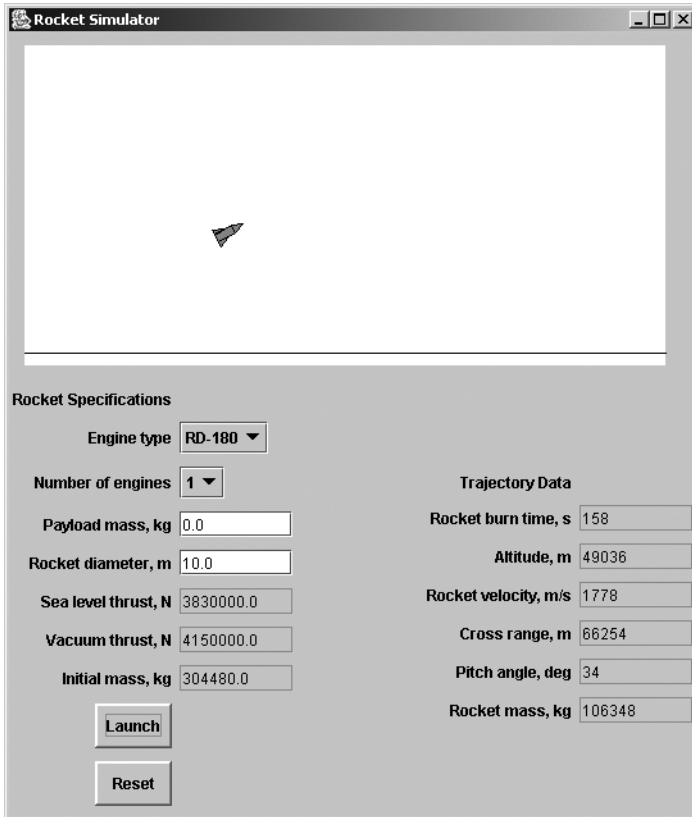 Rocket Simulator
Rocket Specifications
Engine type RD-180
Number of engines 1
Payload mass, kg 0.0
Rocket diameter, m 10.0
Sea level thrust, N 3830000.0
Vacuum thrust, N 4150000.0
Initial mass, kg 304480.0
Launch
Reset
Trajectory Data
Rocket burn time, s 158
Altitude, m 49036
Rocket velocity, m/s 1778
Cross range, m 66254
Pitch angle, deg 34
Rocket mass, kg 106348